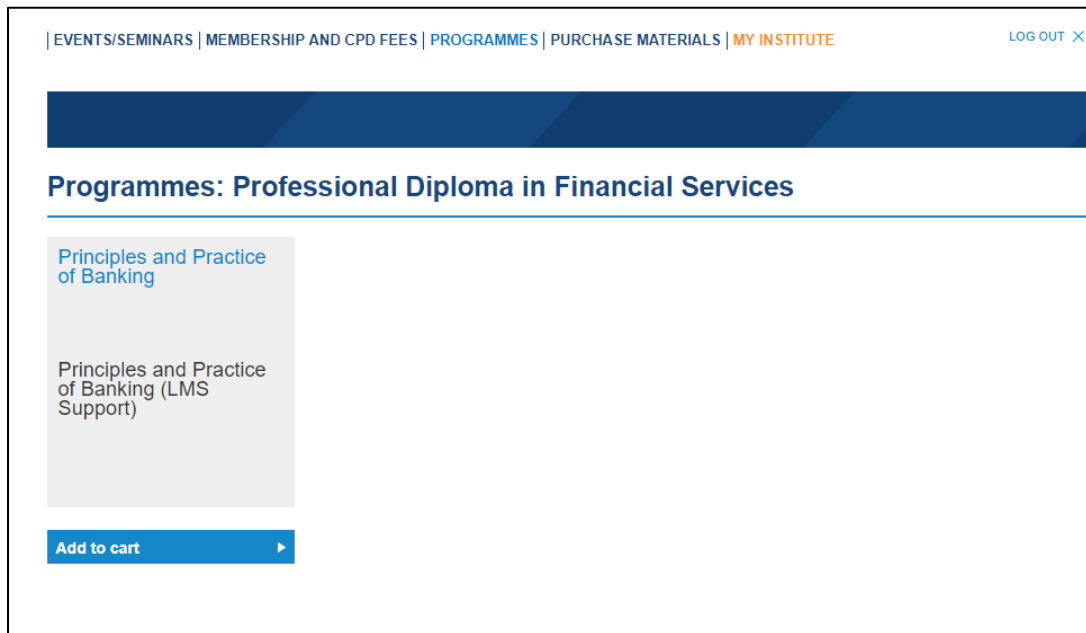 EVENTS/SEMINARS | MEMBERSHIP AND CPD FEES | PROGRAMMES | PURCHASE MATERIALS | MY INSTITUTE LOG OUT ×
Programmes: Professional Diploma in Financial Services
Principles and Practice
of Banking
Principles and Practice
of Banking (LMS
Support)
Add to cart